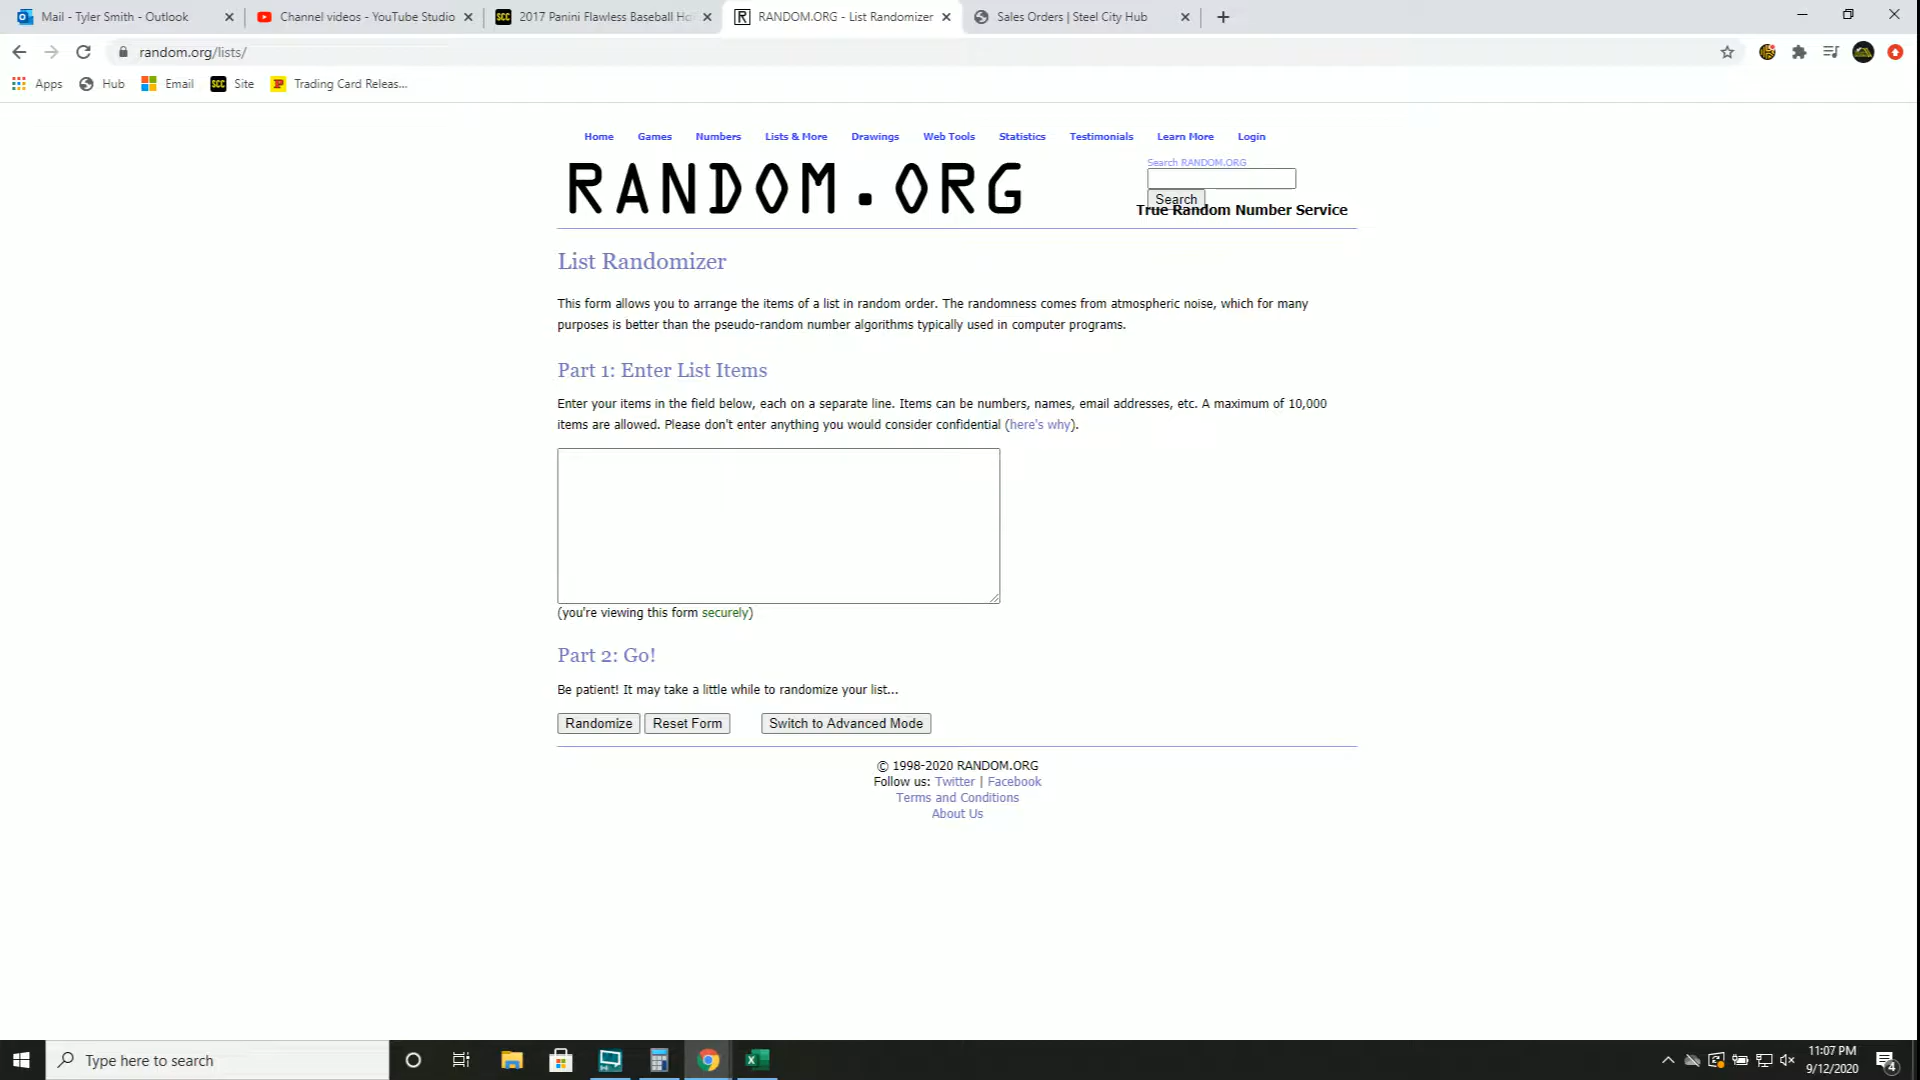 Mail - Tyler Smith - Outlook
Channel videos - YouTube Studio
SCC 2017 Panini Flawless Baseball Ho
R RANDOM.ORG - List Randomizer
Sales Orders | Steel City Hub
random.org/lists/
Apps Hub Email SCC Site P Trading Card Releas...
Home Games Numbers Lists & More Drawings Web Tools Statistics Testimonials Learn More Login
RANDOM.ORG
Search RANDOM.ORG
Search
True Random Number Service
List Randomizer
This form allows you to arrange the items of a list in random order. The randomness comes from atmospheric noise, which for many
purposes is better than the pseudo-random number algorithms typically used in computer programs.
Part 1: Enter List Items
Enter your items in the field below, each on a separate line. Items can be numbers, names, email addresses, etc. A maximum of 10,000
items are allowed. Please don't enter anything you would consider confidential (here's why).
(you're viewing this form securely)
Part 2: Go!
Be patient! It may take a little while to randomize your list...
Randomize Reset Form Switch to Advanced Mode
© 1998-2020 RANDOM.ORG
Follow us: Twitter | Facebook
Terms and Conditions
About Us
Type here to search
11:07 PM
9/12/2020
4